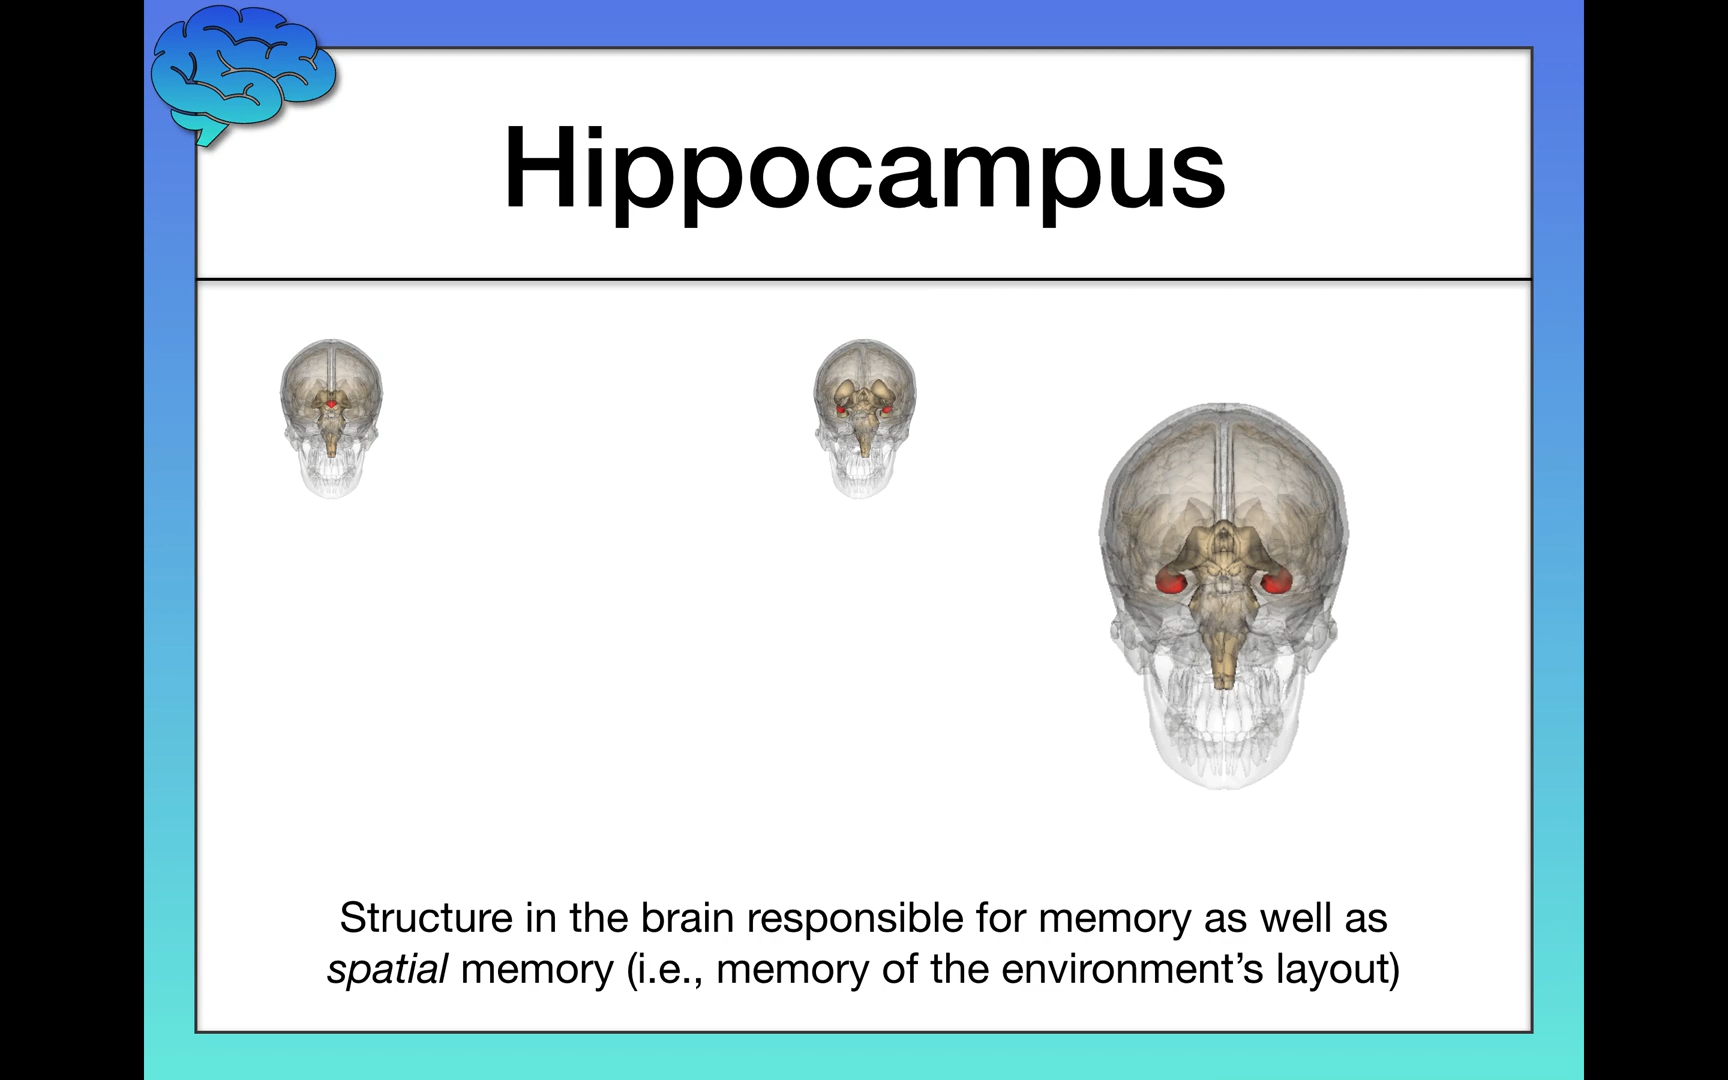 Hippocampus
Structure in the brain responsible for memory as well as
spatial memory (i.e., memory of the environment’s layout)